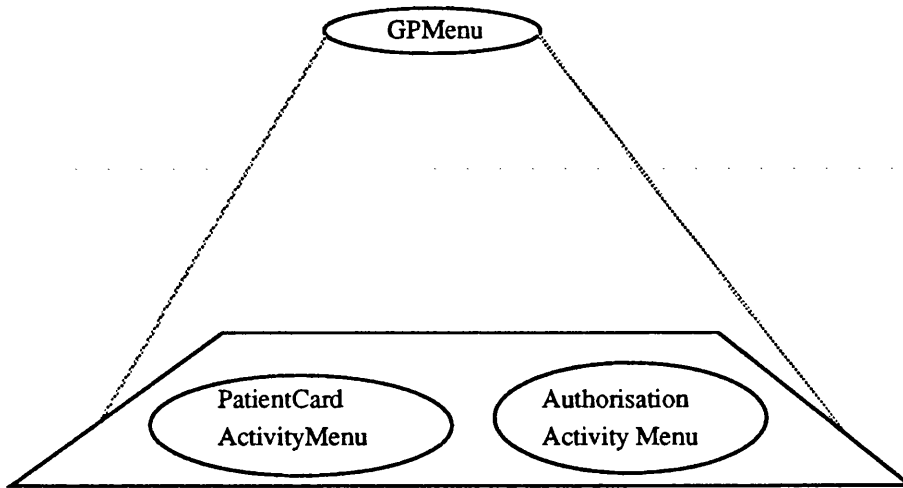 GPMenu
PatientCard
ActivityMenu
Authorisation
Activity Menu